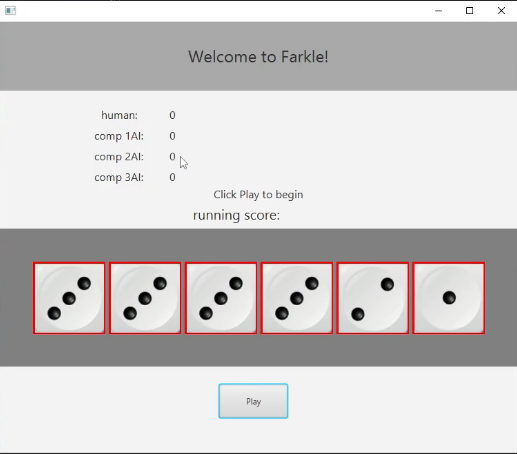 Welcome to Farkle!
human: 0
comp 1AI: 0
comp 2AI: 0
comp 3AI: 0
Click Play to begin
running score:
Play